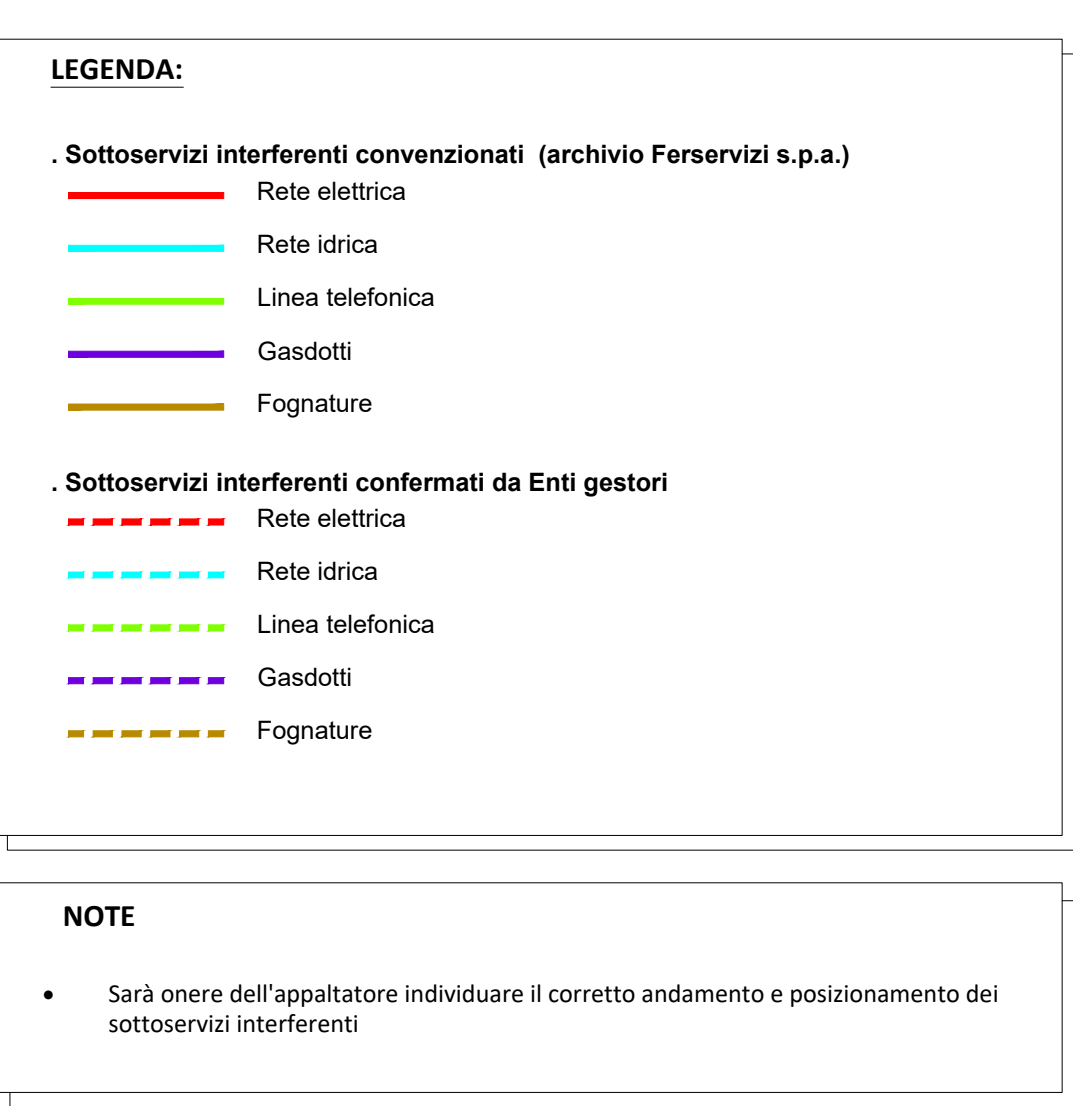 LEGENDA:
. Sottoservizi interferenti convenzionati (archivio Ferservizi s.p.a.)
Rete elettrica
Rete idrica
Linea telefonica
Gasdotti
Fognature
. Sottoservizi interferenti confermati da Enti gestori
Rete elettrica
Rete idrica
Linea telefonica
Gasdotti
Fognature
NOTE
• Sarà onere dell'appaltatore individuare il corretto andamento e posizionamento dei
sottoservizi interferenti